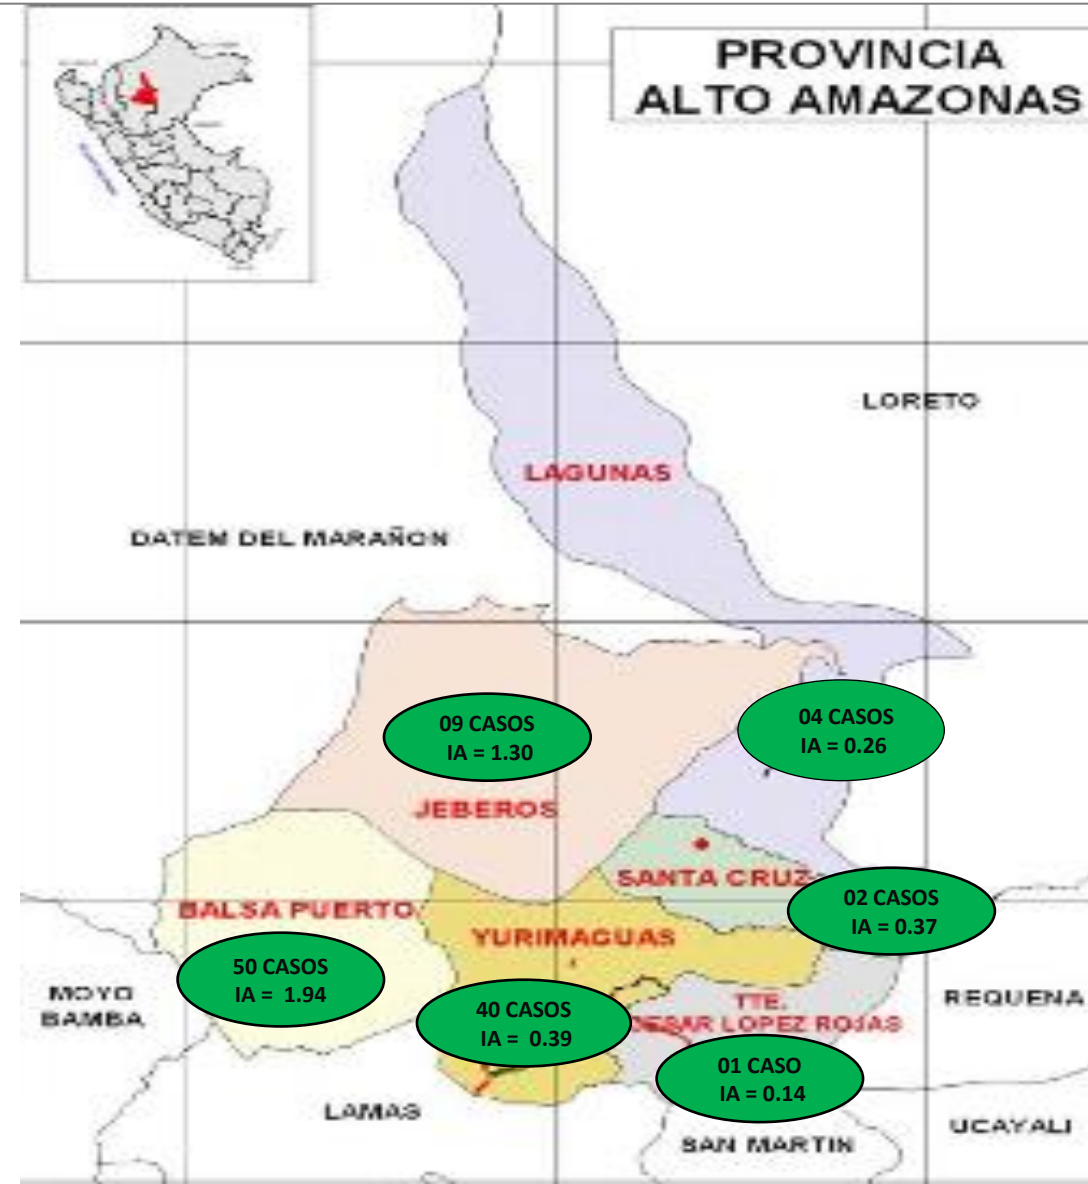 PROVINCIA
ALTO AMAZONAS
LORETO
LAGUNAS
DATEM DEL MARAÑON
09 CASOS
IA = 1.30
04 CASOS
IA = 0.26
JEBEROS
SANTA CRUZ
02 CASOS
IA = 0.37
BALSA PUERTO
YURIMAGUAS
50 CASOS
IA = 1.94
MOYO
BAMBA
40 CASOS
IA = 0.39
TTE.
CESAR LOPEZ ROJAS
REQUENA
01 CASO
IA = 0.14
LAMAS
SAN MARTIN
UCAYALI